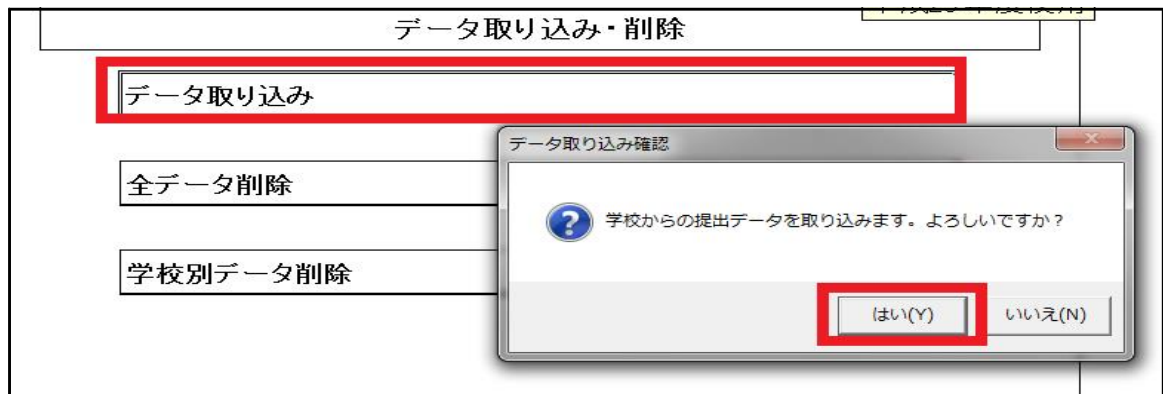 データ取り込み・削除
データ取り込み
データ取り込み確認
全データ削除
学校からの提出データを取り込みます。よろしいですか？
学校別データ削除
はい(Y)
いいえ(N)